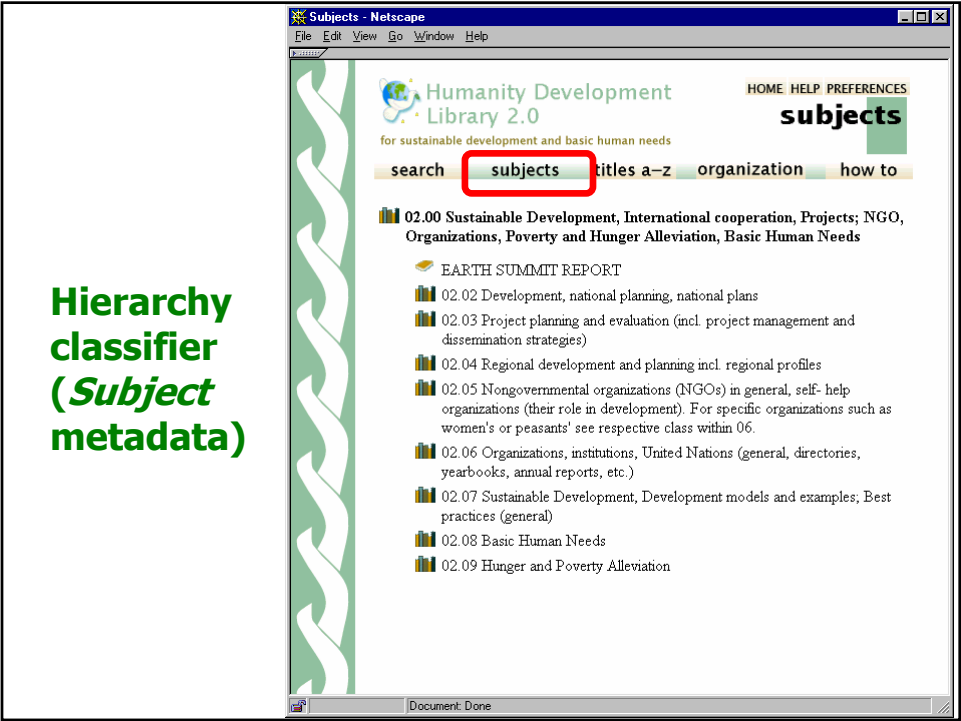 Hierarchy
classifier
(Subject
metadata)
Subjects - Netscape
File Edit View Go Window Help
Humanity Development
Library 2.0
for sustainable development and basic human needs
HOME HELP PREFERENCES
subjects
search subjects titles a–z organization how to
02.00 Sustainable Development, International cooperation, Projects; NGO,
Organizations, Poverty and Hunger Alleviation, Basic Human Needs
EARTH SUMMIT REPORT
02.02 Development, national planning, national plans
02.03 Project planning and evaluation (incl. project management and
dissemination strategies)
02.04 Regional development and planning incl. regional profiles
02.05 Nongovernmental organizations (NGOs) in general, self- help
organizations (their role in development). For specific organizations such as
women's or peasants' see respective class within 06.
02.06 Organizations, institutions, United Nations (general, directories,
yearbooks, annual reports, etc.)
02.07 Sustainable Development, Development models and examples; Best
practices (general)
02.08 Basic Human Needs
02.09 Hunger and Poverty Alleviation
Document: Done